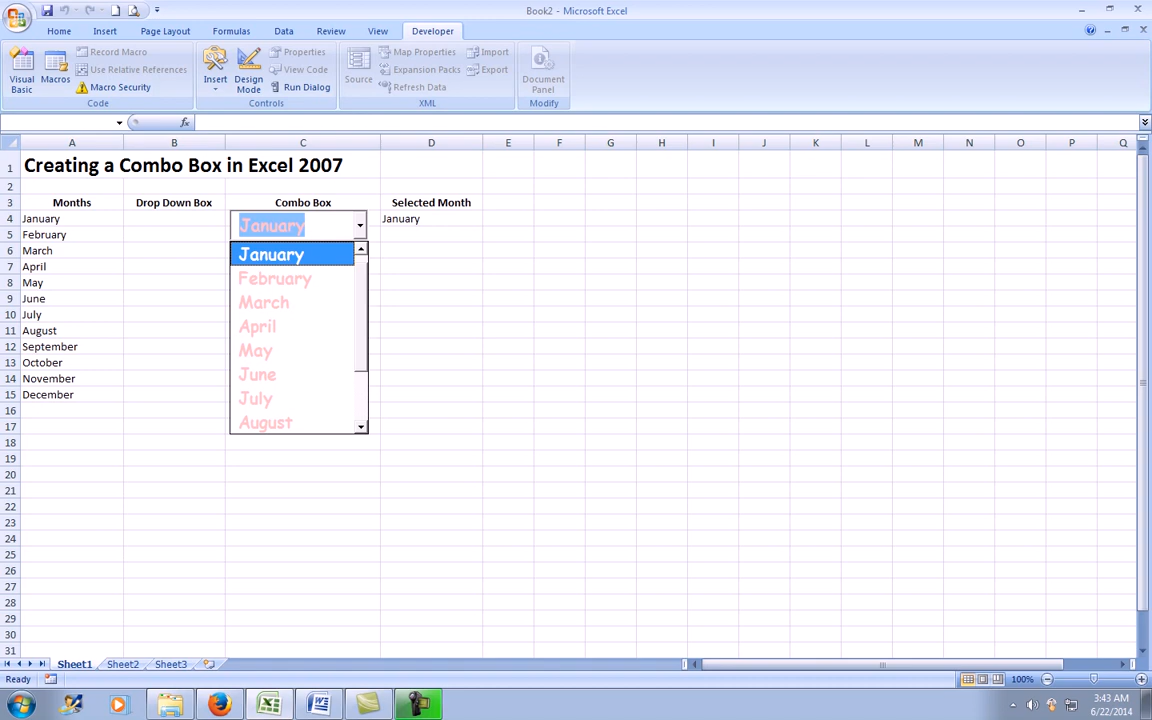 Book2 - Microsoft Excel
Home Insert Page Layout Formulas Data Review View Developer
Visual Basic
Macros
Record Macro
Use Relative References
Macro Security
Code
Insert
Design Mode
Properties
View Code
Run Dialog
Controls
Source
Map Properties
Expansion Packs
Refresh Data
Import
Export
XML
Document Panel
Modify
fx
A B C D E F G H I J K L M N O P Q
1 Creating a Combo Box in Excel 2007
2
3 Months Drop Down Box Combo Box Selected Month
4 January January January
5 February
6 March
7 April
8 May
9 June
10 July
11 August
12 September
13 October
14 November
15 December
16
17
18
19
20
21
22
23
24
25
26
27
28
29
30
31
January
February
March
April
May
June
July
August
Sheet1 Sheet2 Sheet3
Ready 100%
3:43 AM
6/22/2014